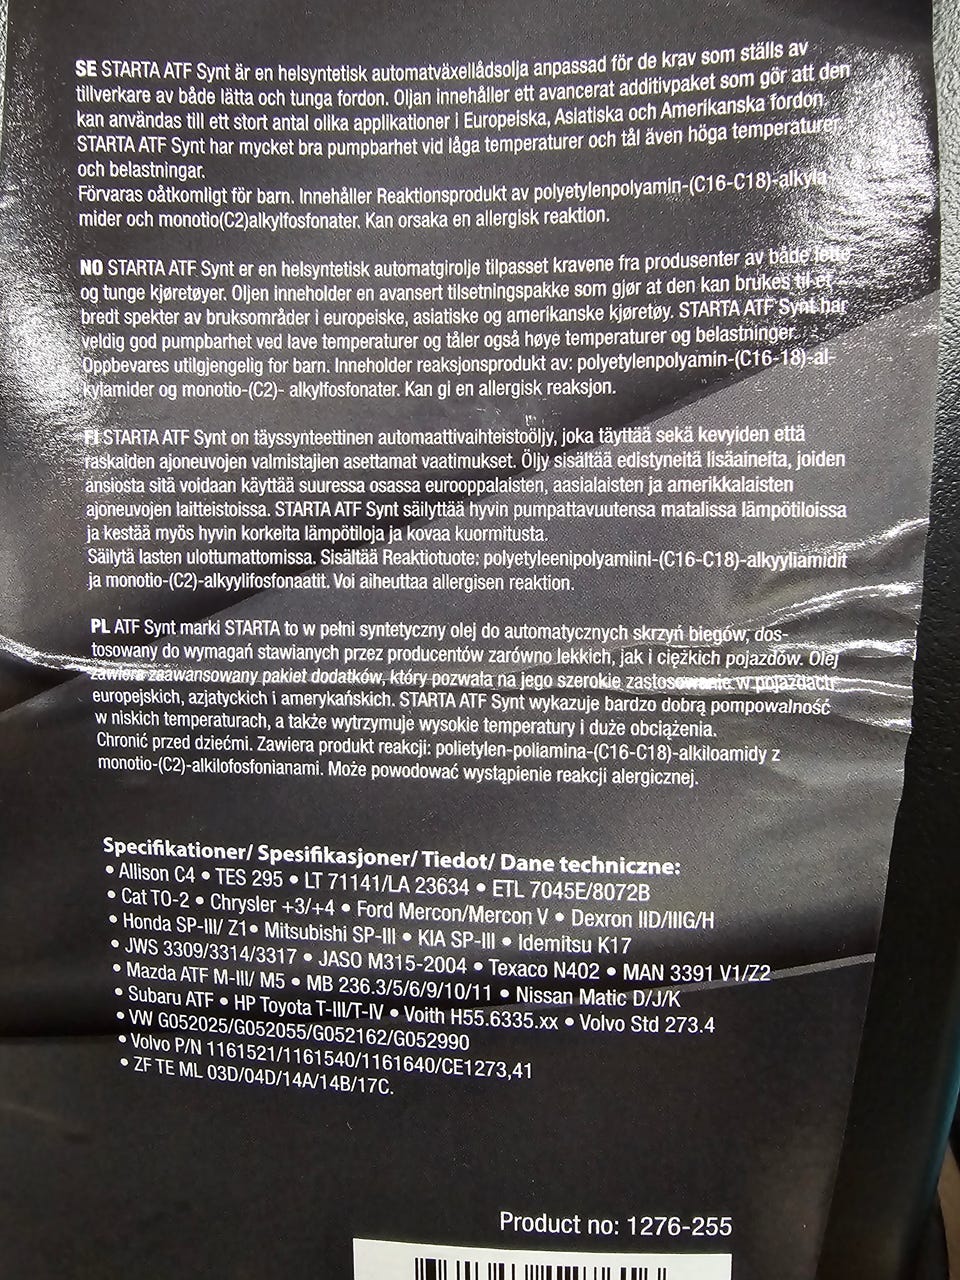 SE STARTA ATF Synt är en helsyntetisk automatväxellådsolja anpassad för de krav som ställs av
tillverkare av både lätta och tunga fordon. Oljan innehåller ett avancerat additivpaket som gör att den
kan användas till ett stort antal olika applikationer i Europeiska, Asiatiska och Amerikanska fordon.
STARTA ATF Synt har mycket bra pumpbarhet vid låga temperaturer och tål även höga temperaturer
och belastningar.
Förvaras oåtkomligt för barn. Innehåller Reaktionsprodukt av polyetylenpolyamin-(C16-C18)-alkyla-
mider och monotio(C2)alkylfosfonater. Kan orsaka en allergisk reaktion.
NO STARTA ATF Synt er en helsyntetisk automatgirolje tilpasset kravene fra produsenter av både lette
og tunge kjøretøyer. Oljen inneholder en avansert tilsetningspakke som gjør at den kan brukes til et
bredt spekter av bruksområder i europeiske, asiatiske og amerikanske kjøretøy. STARTA ATF Synt har
veldig god pumpbarhet ved lave temperaturer og tåler også høye temperaturer og belastninger.
Oppbevares utilgjengelig for barn. Inneholder reaksjonsprodukt av: polyetylenpolyamin-(C16-18)-al-
kylamider og monotio-(C2)- alkylfosfonater. Kan gi en allergisk reaksjon.
FI STARTA ATF Synt on täyssynteettinen automaattivaihteistoöljy, joka täyttää sekä kevyiden että
raskaiden ajoneuvojen valmistajien asettamat vaatimukset. Öljy sisältää edistyneitä lisäaineita, joiden
ansiosta sitä voidaan käyttää suuressa osassa eurooppalaisten, aasialaisten ja amerikkalaisten
ajoneuvojen laitteistoissa. STARTA ATF Synt säilyttää hyvin pumpattavuutensa matalissa lämpötiloissa
ja kestää myös hyvin korkeita lämpötiloja ja kovaa kuormitusta.
Säilytä lasten ulottumattomissa. Sisältää Reaktiotuote: polyetyleenipolyamiini-(C16-C18)-alkyyliamidit
ja monotio-(C2)-alkyylifosfonaatit. Voi aiheuttaa allergisen reaktion.
PL ATF Synt marki STARTA to w pełni syntetyczny olej do automatycznych skrzyń biegów, dos-
tosowany do wymagań stawianych przez producentów zarówno lekkich, jak i ciężkich pojazdów. Olej
zawiera zaawansowany pakiet dodatków, który pozwala na jego szerokie zastosowanie w pojazdach
europejskich, azjatyckich i amerykańskich. STARTA ATF Synt wykazuje bardzo dobrą pompowalność
w niskich temperaturach, a także wytrzymuje wysokie temperatury i duże obciążenia.
Chronić przed dziećmi. Zawiera produkt reakcji: polietylen-poliamina-(C16-C18)-alkiloamidy z
monotio-(C2)-alkilofosfonianami. Może powodować wystąpienie reakcji alergicznej.
Specifikationer/ Spesifikasjoner/ Tiedot/ Dane techniczne:
• Allison C4 • TES 295 • LT 71141/LA 23634 • ETL 7045E/8072B
• Cat TO-2 • Chrysler +3/+4 • Ford Mercon/Mercon V • Dexron IID/IIIG/H
• Honda SP-III/ Z1• Mitsubishi SP-III • KIA SP-III • Idemitsu K17
• JWS 3309/3314/3317 • JASO M315-2004 • Texaco N402 • MAN 3391 V1/Z2
• Mazda ATF M-III/ M5 • MB 236.3/5/6/9/10/11 • Nissan Matic D/J/K
• Subaru ATF • HP Toyota T-III/T-IV • Voith H55.6335.xx • Volvo Std 273.4
• VW G052025/G052055/G052162/G052990
• Volvo P/N 1161521/1161540/1161640/CE1273,41
• ZF TE ML 03D/04D/14A/14B/17C.
Product no: 1276-255